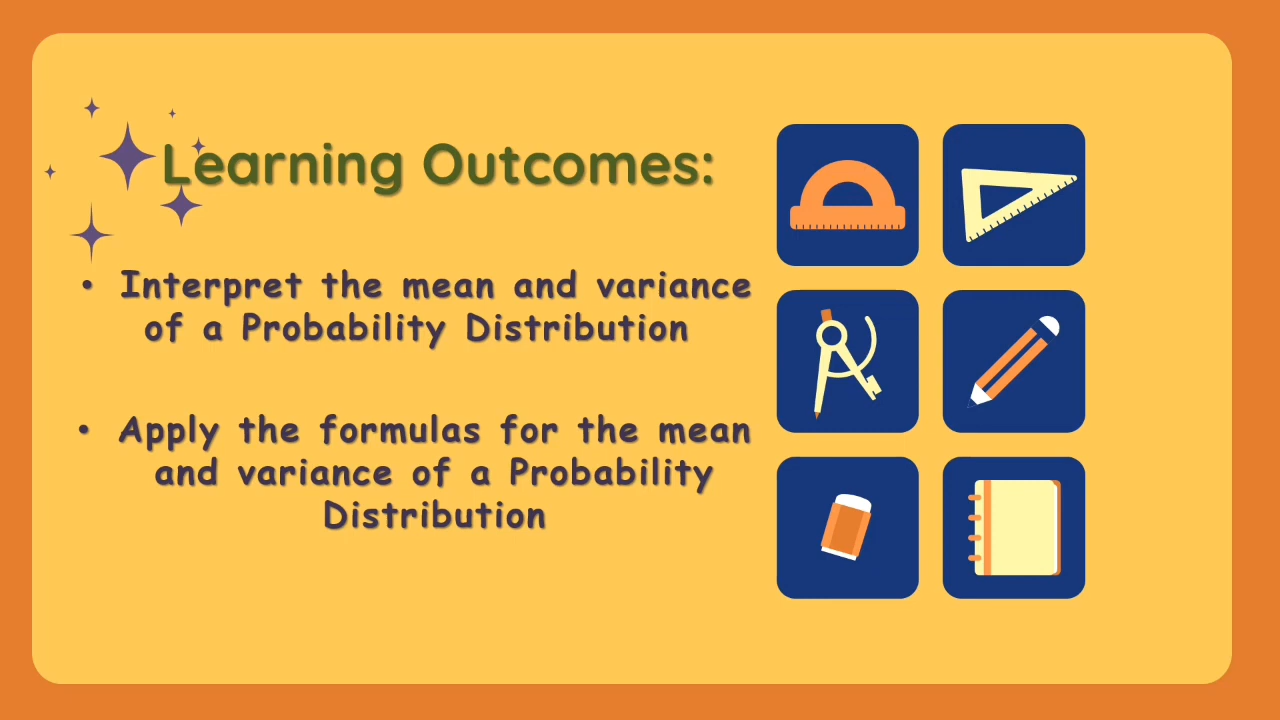 Learning Outcomes:
• Interpret the mean and variance
of a Probability Distribution
• Apply the formulas for the mean
and variance of a Probability
Distribution